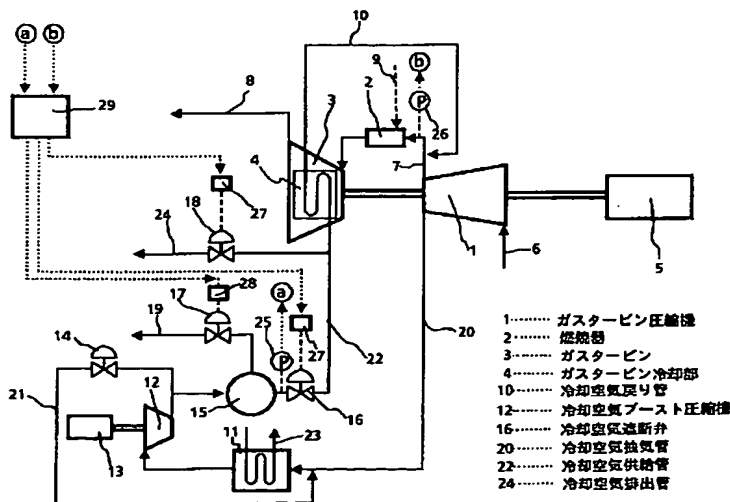 10
a b
b
9
8
2
3
P
29
26
4
7
27
18
24
1
6
5
28
17
a
19
25
20
14
27
22
P
12
21
15
16
11
23
13
1 ガスタービン圧縮機
2 燃焼器
3 ガスタービン
4 ガスタービン冷却部
10 冷却空気戻り管
12 冷却空気ブースト圧縮機
16 冷却空気遮断弁
20 冷却空気抽気管
22 冷却空気供給管
24 冷却空気排出管